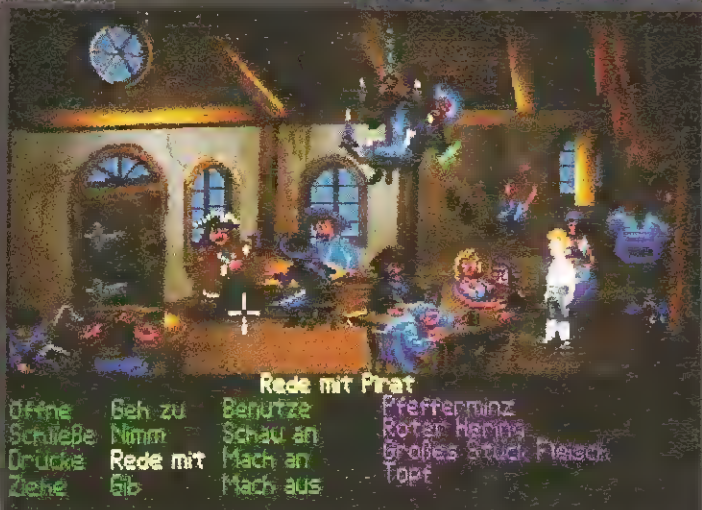 Rede mit Pirat
Öffne Geh zu Benutze Pfefferminz
Schließe Nimm Schau an Roter Hering
Drücke Rede mit Mach an Großes Stück Fleisch
Ziehe Gib Mach aus Topf